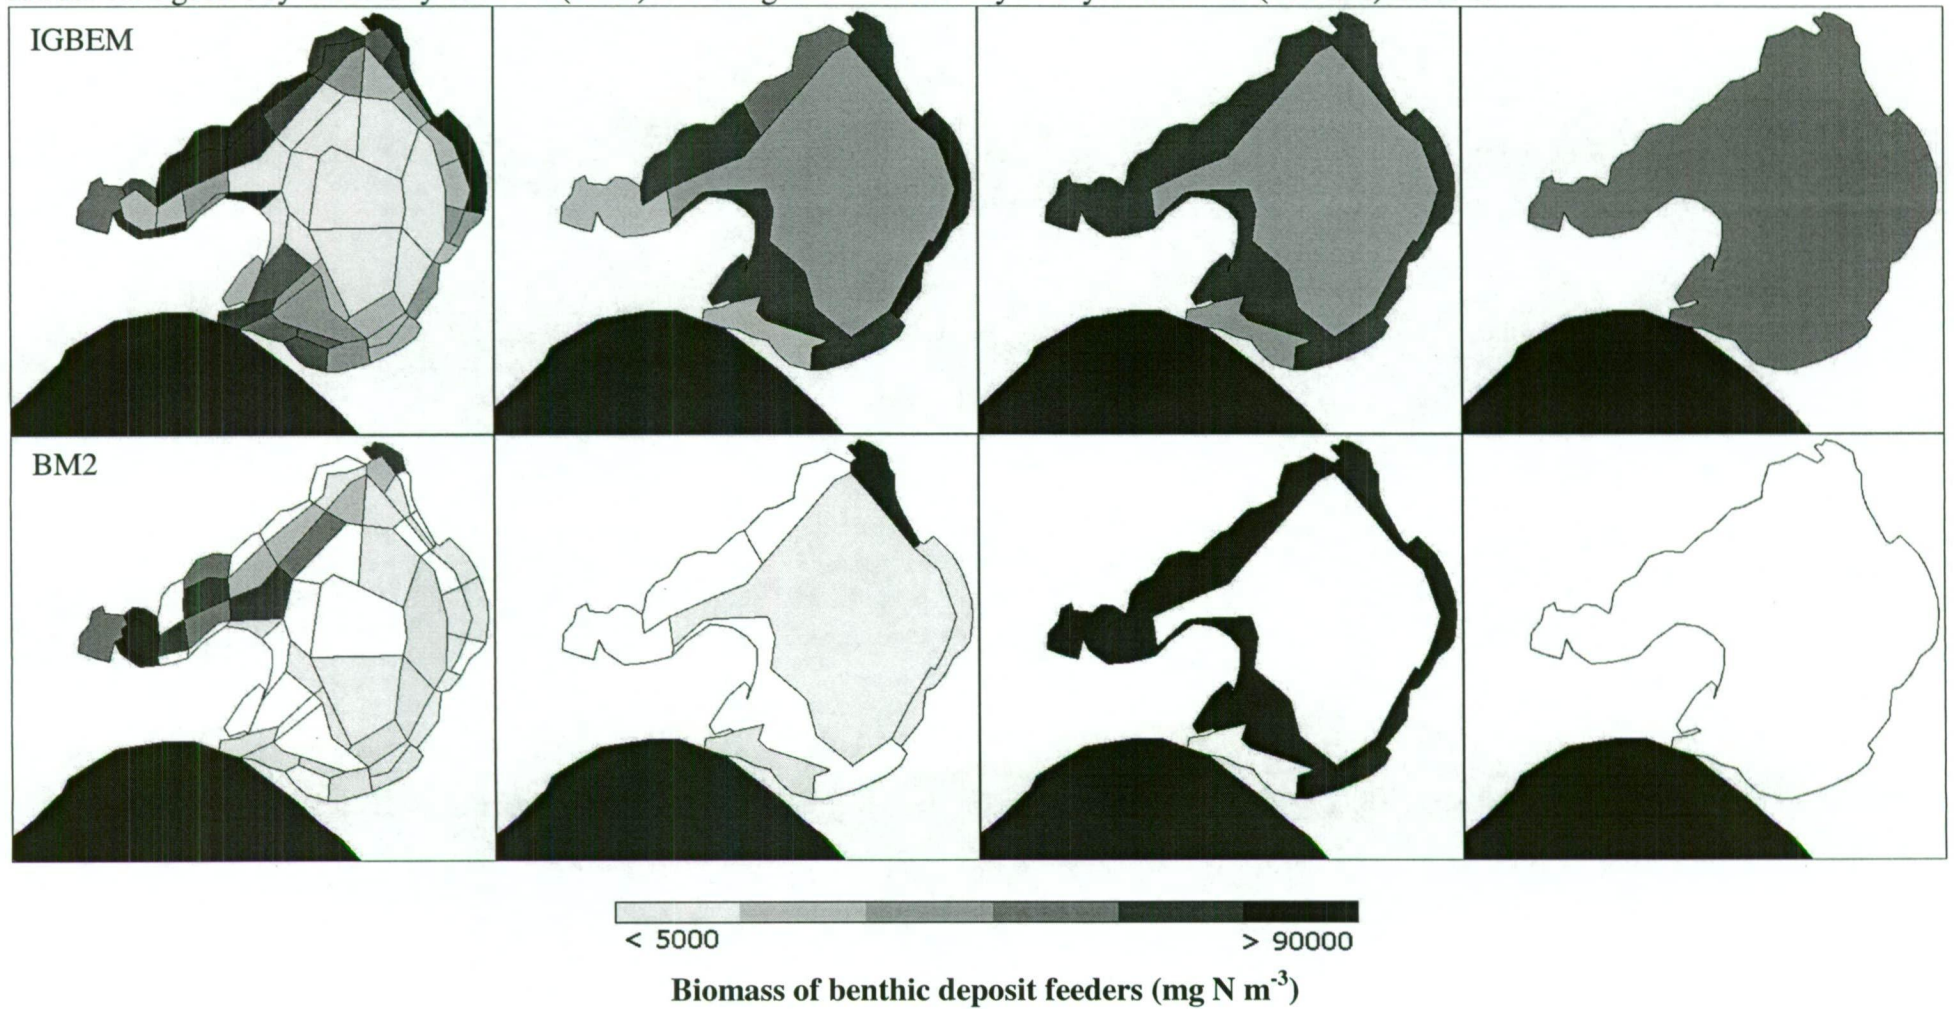 IGBEM
BM2
< 5000 > 90000
Biomass of benthic deposit feeders (mg N m-3)